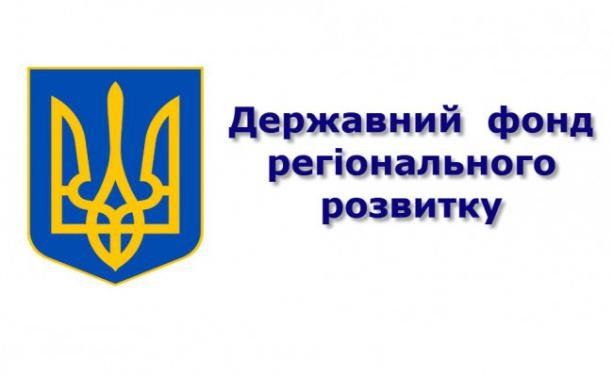 Державний фонд
регіонального
розвитку